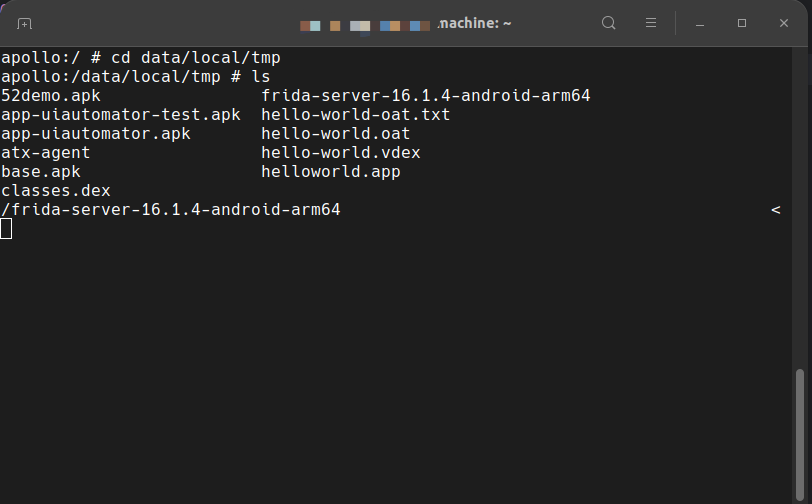 machine: ~
apollo:/ # cd data/local/tmp
apollo:/data/local/tmp # ls
52demo.apk frida-server-16.1.4-android-arm64
app-uiautomator-test.apk hello-world-oat.txt
app-uiautomator.apk hello-world.oat
atx-agent hello-world.vdex
base.apk helloworld.app
classes.dex
/frida-server-16.1.4-android-arm64 <